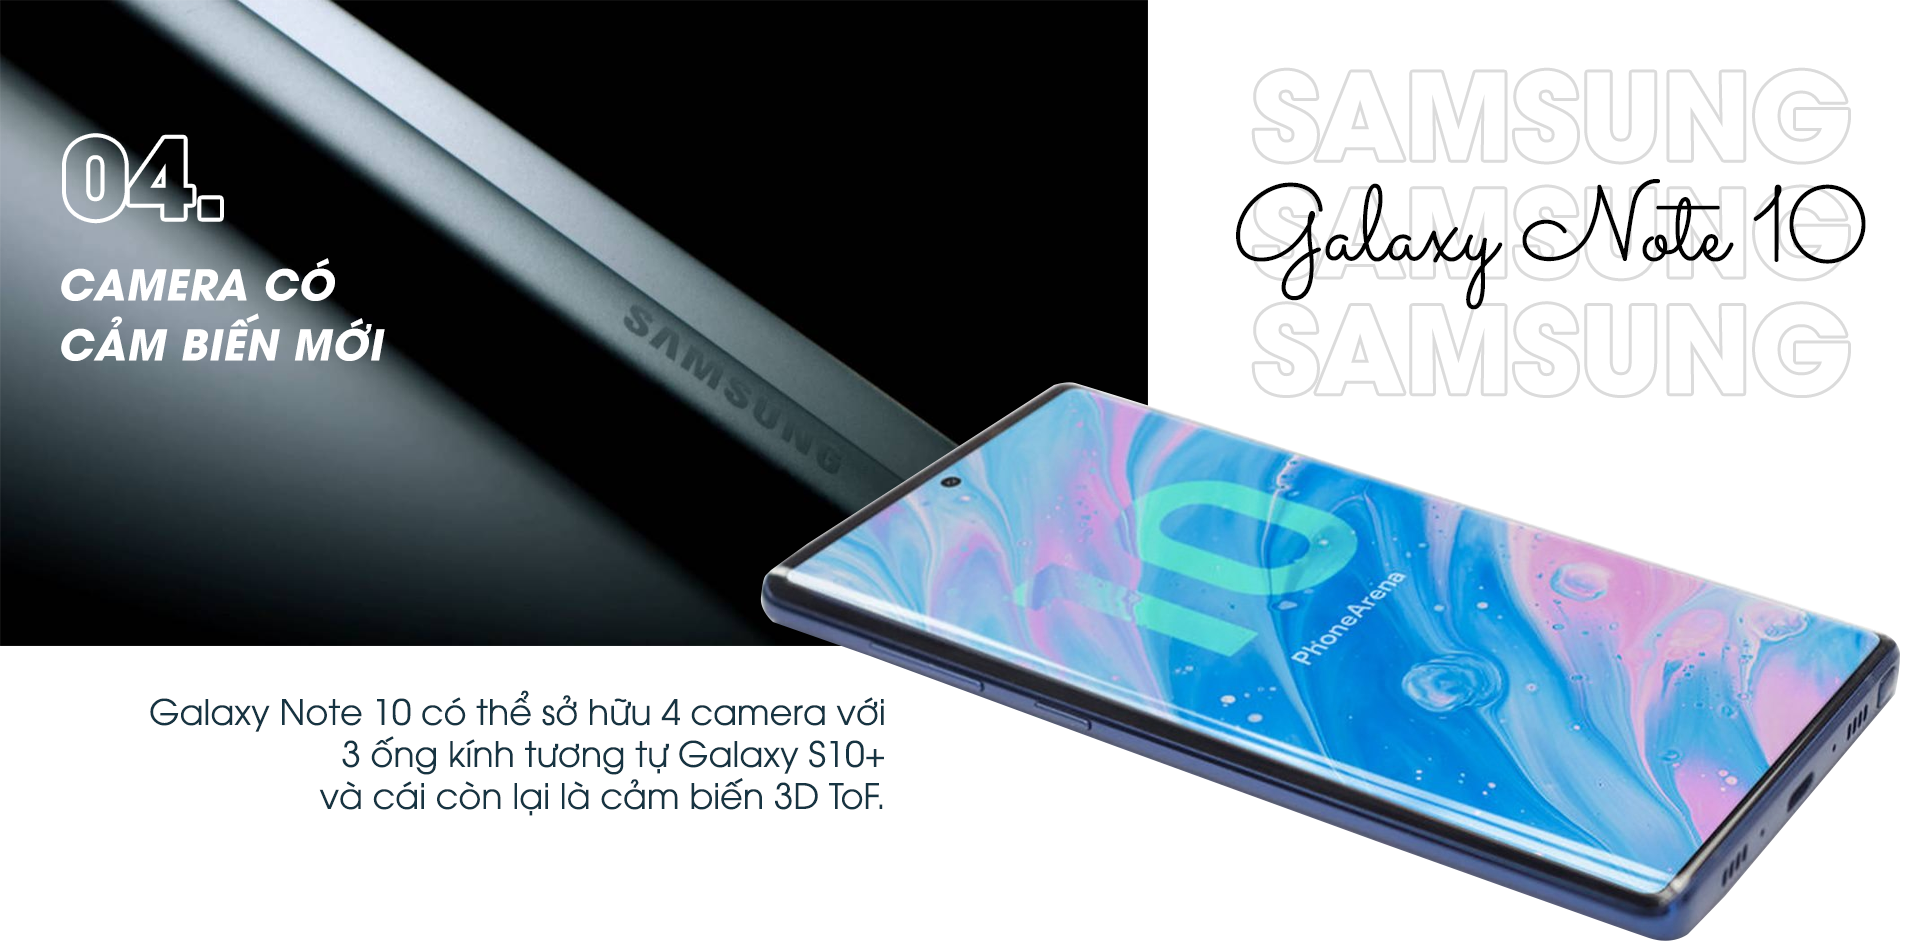 04.
CAMERA CÓ
CẢM BIẾN MỚI
SAMSUNG
SAMSUNG
SAMSUNG
Galaxy Note 10
SAMSUNG
10
PhoneArena
Galaxy Note 10 có thể sở hữu 4 camera với
3 ống kính tương tự Galaxy S10+
và cái còn lại là cảm biến 3D ToF.